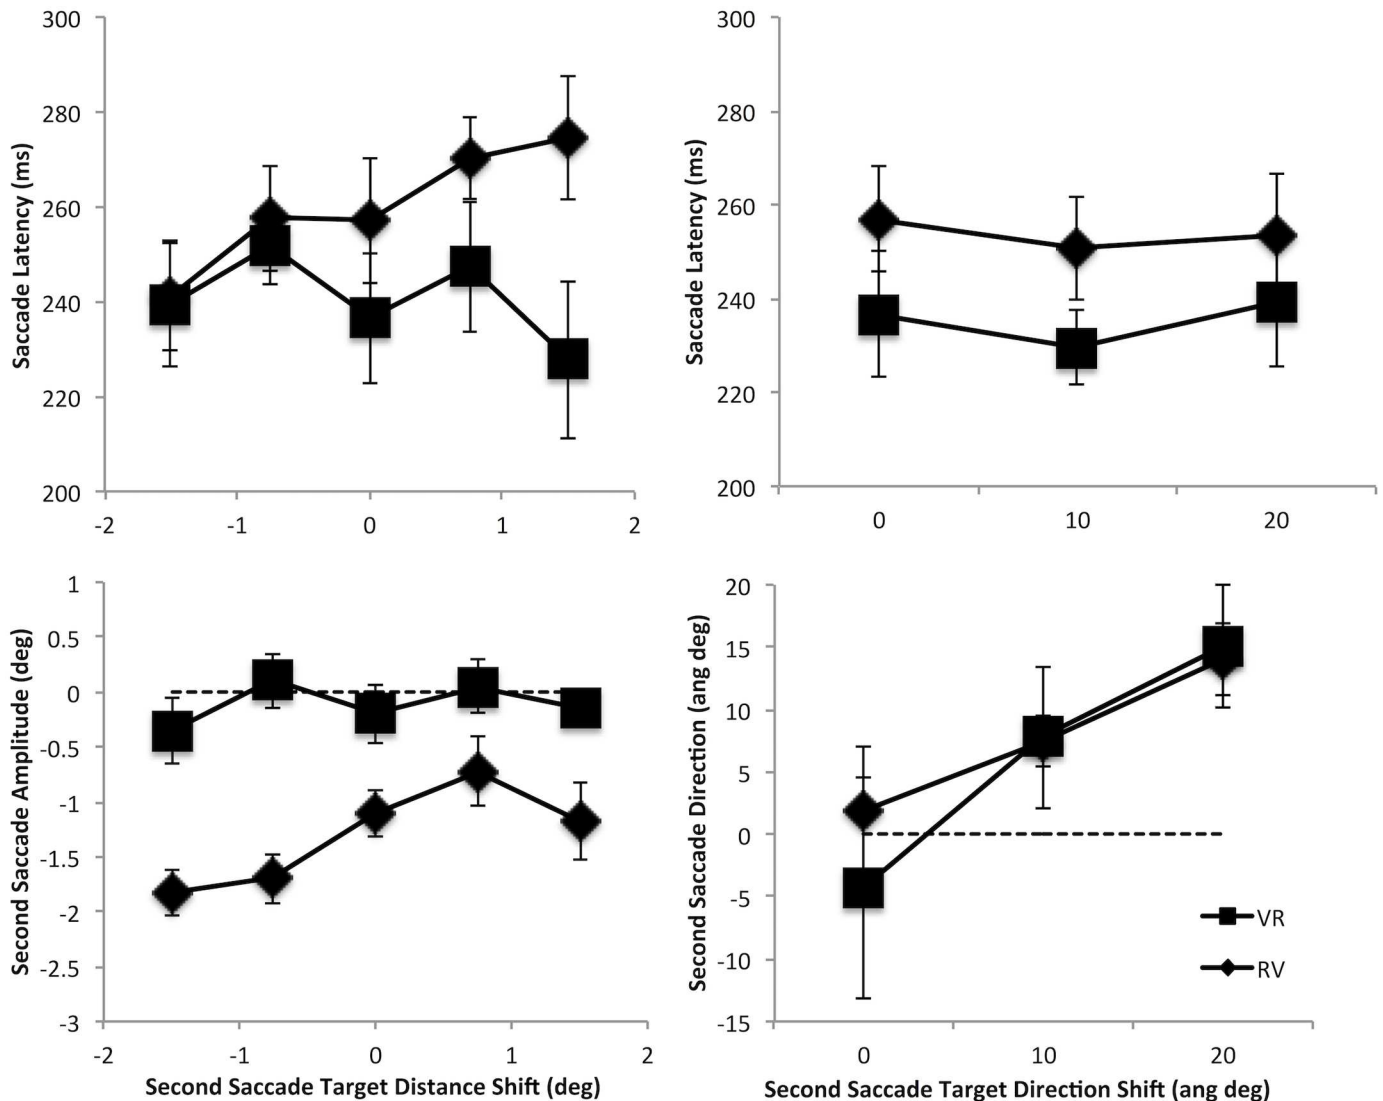 300
280
260
240
220
200
Saccade Latency (ms)
-2 -1 0 1 2
300
280
260
240
220
200
Saccade Latency (ms)
0 10 20
1
0.5
0
-0.5
-1
-1.5
-2
-2.5
-3
Second Saccade Amplitude (deg)
-2 -1 0 1 2
Second Saccade Target Distance Shift (deg)
20
15
10
5
0
-5
-10
-15
Second Saccade Direction (ang deg)
VR
RV
0 10 20
Second Saccade Target Direction Shift (ang deg)